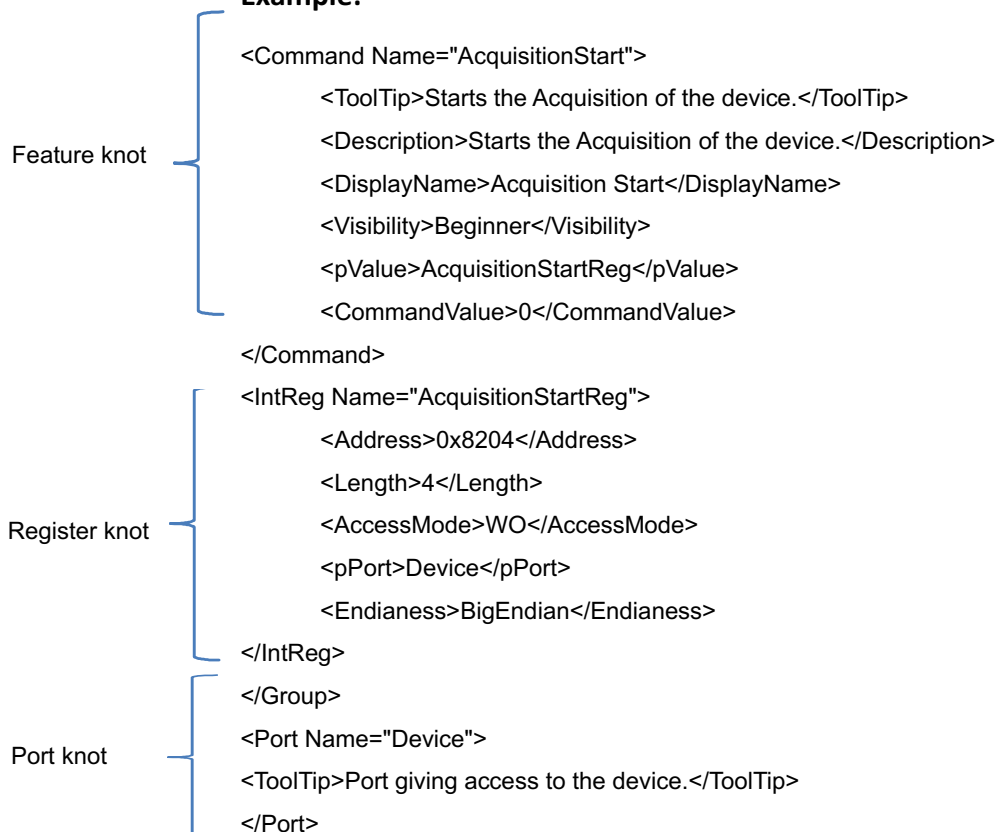 Example:
<Command Name="AcquisitionStart">
<ToolTip>Starts the Acquisition of the device.</ToolTip>
<Description>Starts the Acquisition of the device.</Description>
Feature knot
<DisplayName>Acquisition Start</DisplayName>
<Visibility>Beginner</Visibility>
<pValue>AcquisitionStartReg</pValue>
<CommandValue>0</CommandValue>
</Command>
<IntReg Name="AcquisitionStartReg">
<Address>0x8204</Address>
<Length>4</Length>
Register knot
<AccessMode>WO</AccessMode>
<pPort>Device</pPort>
<Endianess>BigEndian</Endianess>
</IntReg>
</Group>
<Port Name="Device">
Port knot
<ToolTip>Port giving access to the device.</ToolTip>
</Port>